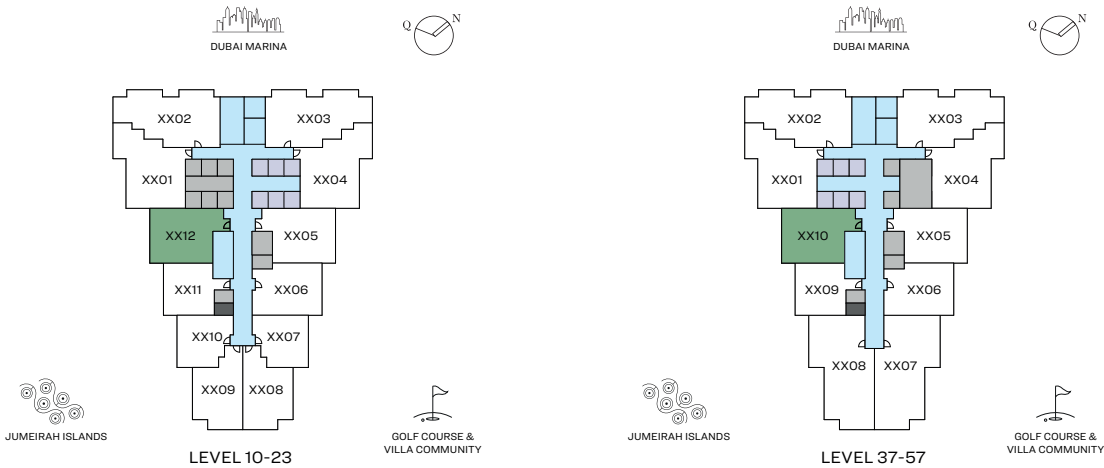 DUBAI MARINA
Q N
XX02 XX03
XX01 XX04
XX12 XX05
XX11 XX06
XX10 XX07
XX09 XX08
JUMEIRAH ISLANDS
GOLF COURSE &
VILLA COMMUNITY
LEVEL 10-23
DUBAI MARINA
Q N
XX02 XX03
XX01 XX04
XX10 XX05
XX09 XX06
XX08 XX07
JUMEIRAH ISLANDS
GOLF COURSE &
VILLA COMMUNITY
LEVEL 37-57